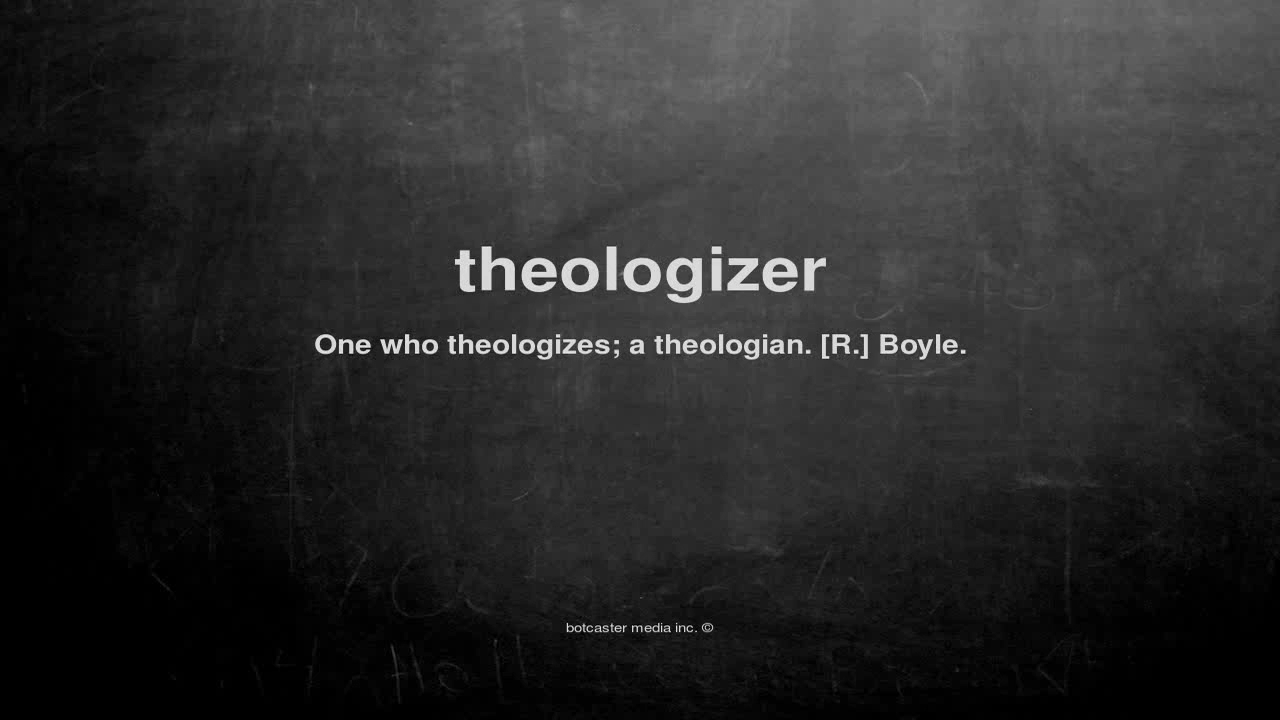 theologizer
One who theologizes; a theologian. [R.] Boyle.
botcaster media inc. ©